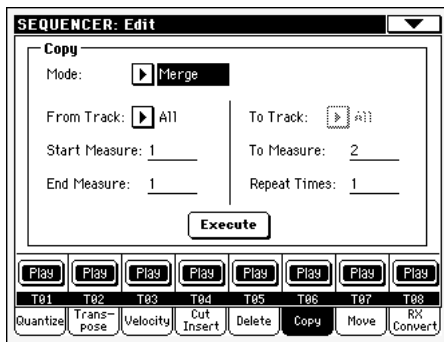 SEQUENCER: Edit
Copy
Mode: Merge
From Track: All
To Track: All
Start Measure: 1
To Measure: 2
End Measure: 1
Repeat Times: 1
Execute
Play Play Play Play Play Play Play Play
T01 T02 T03 T04 T05 T06 T07 T08
Quantize Trans-pose Velocity Cut Insert Delete Copy Move RX Convert